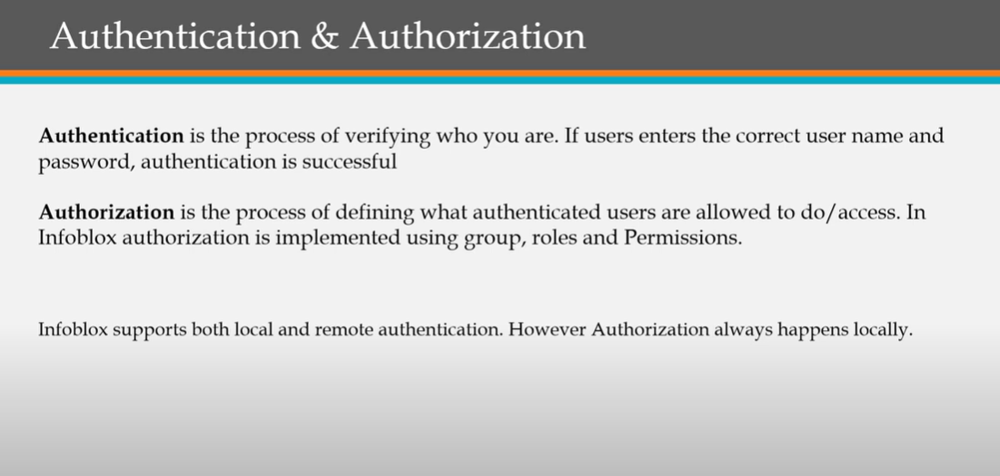 Authentication & Authorization
Authentication is the process of verifying who you are. If users enters the correct user name and
password, authentication is successful
Authorization is the process of defining what authenticated users are allowed to do/access. In
Infoblox authorization is implemented using group, roles and Permissions.
Infoblox supports both local and remote authentication. However Authorization always happens locally.